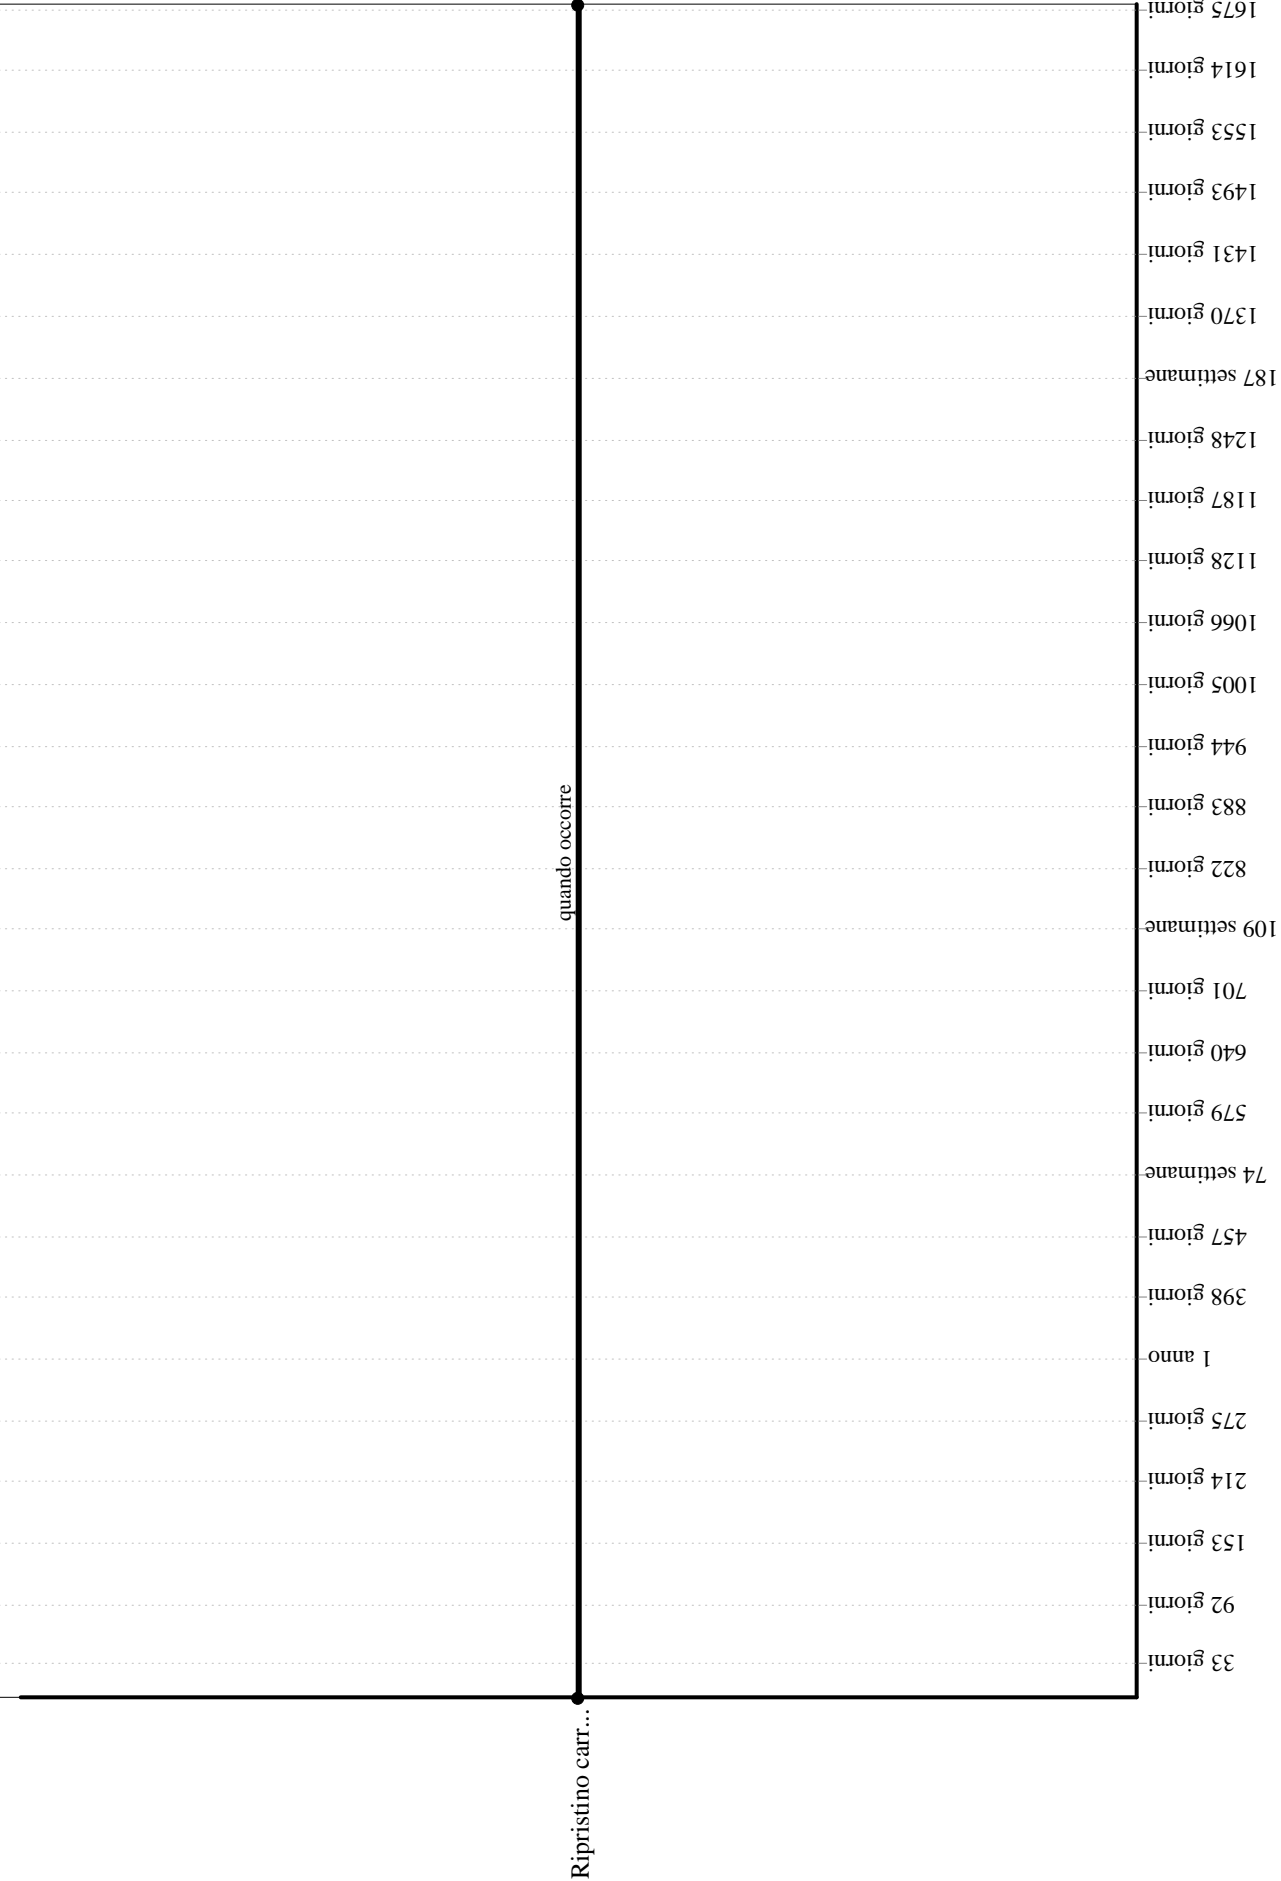 Ripristino carr...
quando occorre
33 giorni
92 giorni
153 giorni
214 giorni
275 giorni
1 anno
398 giorni
457 giorni
74 settimane
579 giorni
640 giorni
701 giorni
109 settimane
822 giorni
883 giorni
944 giorni
1005 giorni
1066 giorni
1128 giorni
1187 giorni
1248 giorni
187 settimane
1370 giorni
1431 giorni
1493 giorni
1553 giorni
1614 giorni
1675 giorni